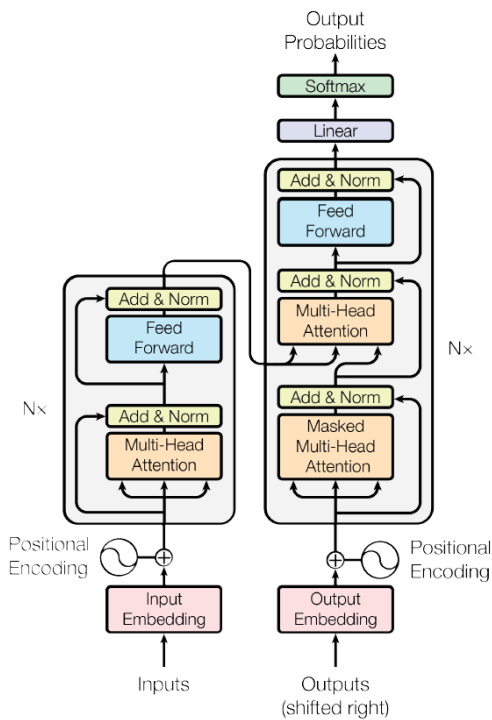 Output
Probabilities
Softmax
Linear
Add & Norm
Feed
Forward
Add & Norm
Multi-Head
Attention
Add & Norm
Masked
Multi-Head
Attention
Nx
Positional
Encoding
Output
Embedding
Outputs
(shifted right)
Add & Norm
Feed
Forward
Add & Norm
Multi-Head
Attention
Nx
Positional
Encoding
Input
Embedding
Inputs